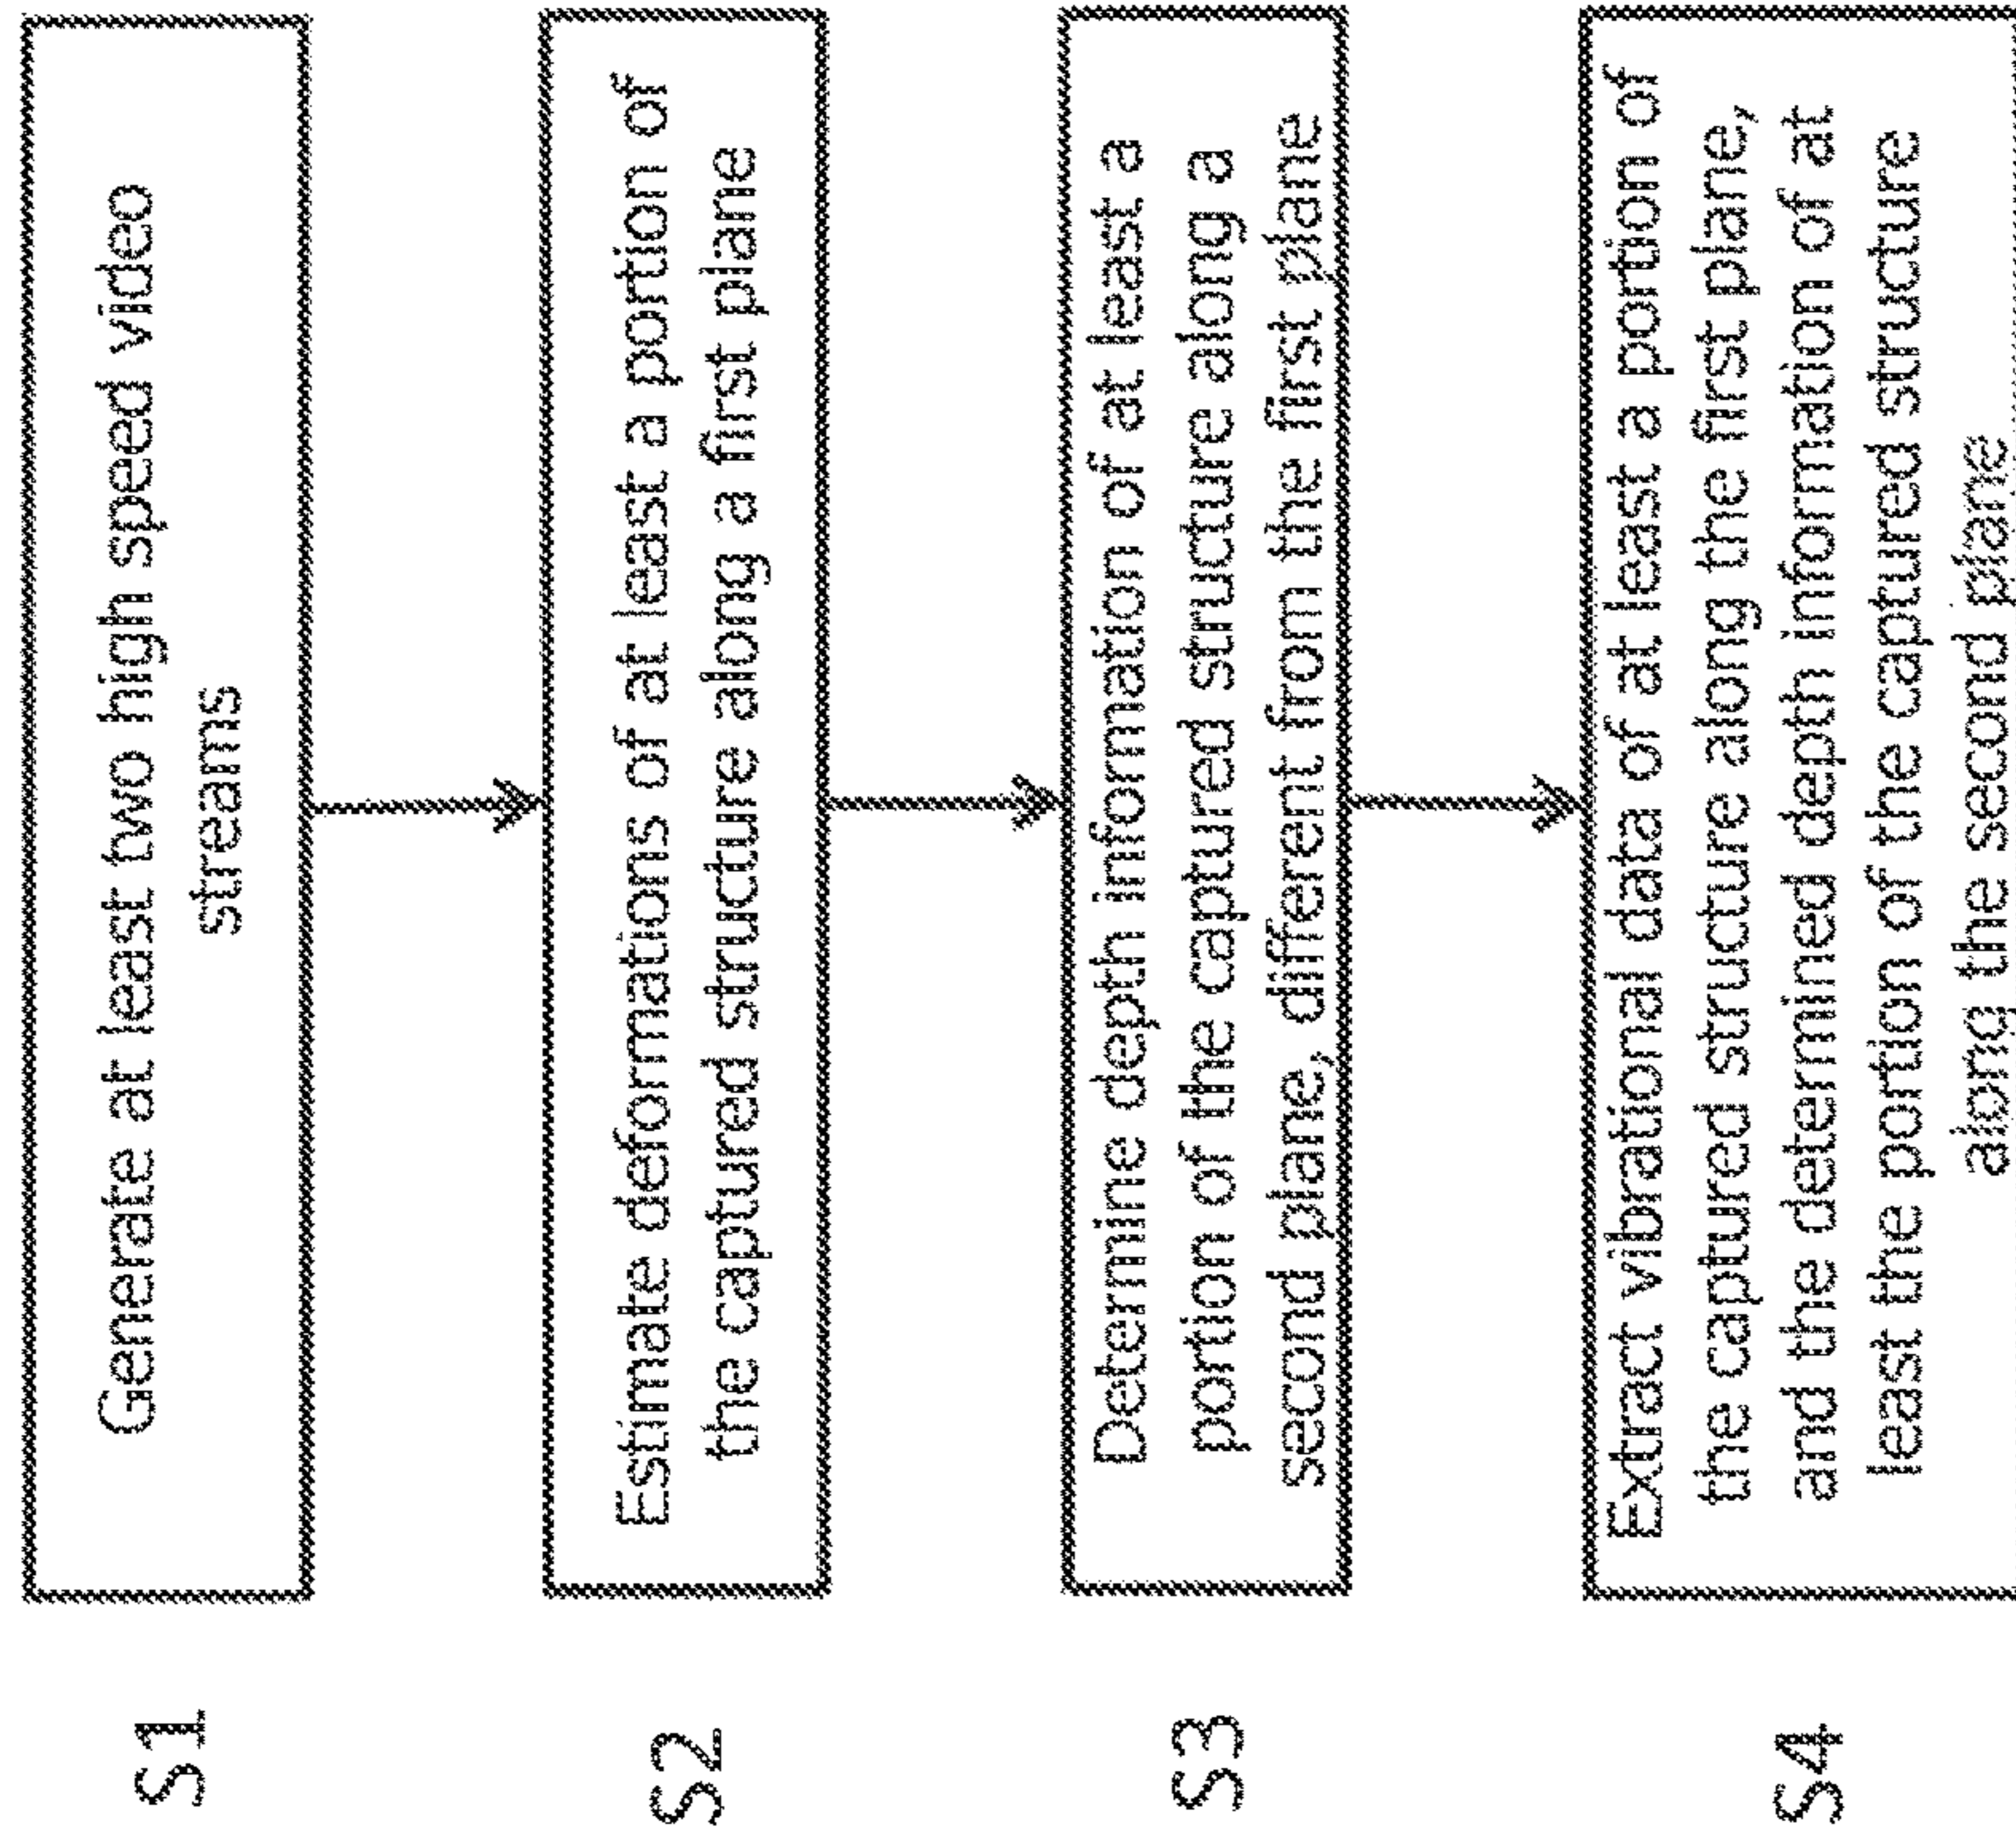 S1
Generate at least two high speed video
streams
S2
Estimate deformations of at least a portion of
the captured structure along a first plane
S3
Determine depth information of at least a
portion of the captured structure along a
second plane, different from the first plane
S4
Extract vibrational data of at least a portion of
the captured structure along the first plane,
and the determined depth information of at
least the portion of the captured structure
along the second plane